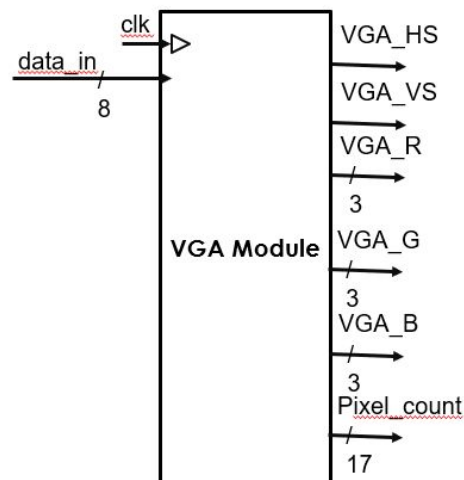 clk
data_in
8
VGA Module
VGA_HS
VGA_VS
VGA_R
3
VGA_G
3
VGA_B
3
Pixel_count
17